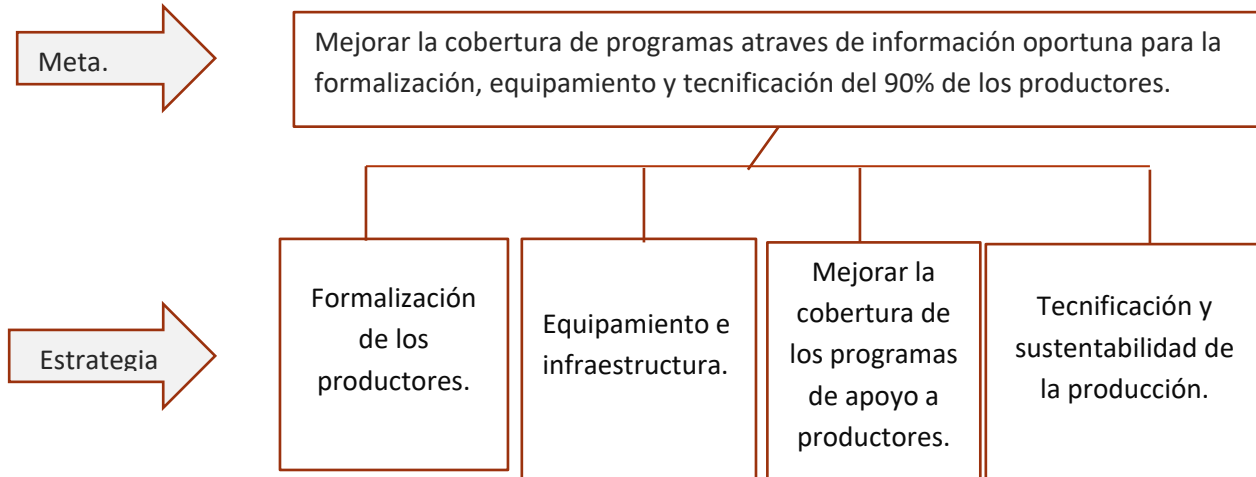 Meta.
Mejorar la cobertura de programas atraves de información oportuna para la
formalización, equipamiento y tecnificación del 90% de los productores.
Estrategia
Formalización
de los
productores.
Equipamiento e
infraestructura.
Mejorar la
cobertura de
los programas
de apoyo a
productores.
Tecnificación y
sustentabilidad de
la producción.